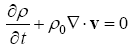 ∂ρ/∂t + ρ₀∇ · v = 0